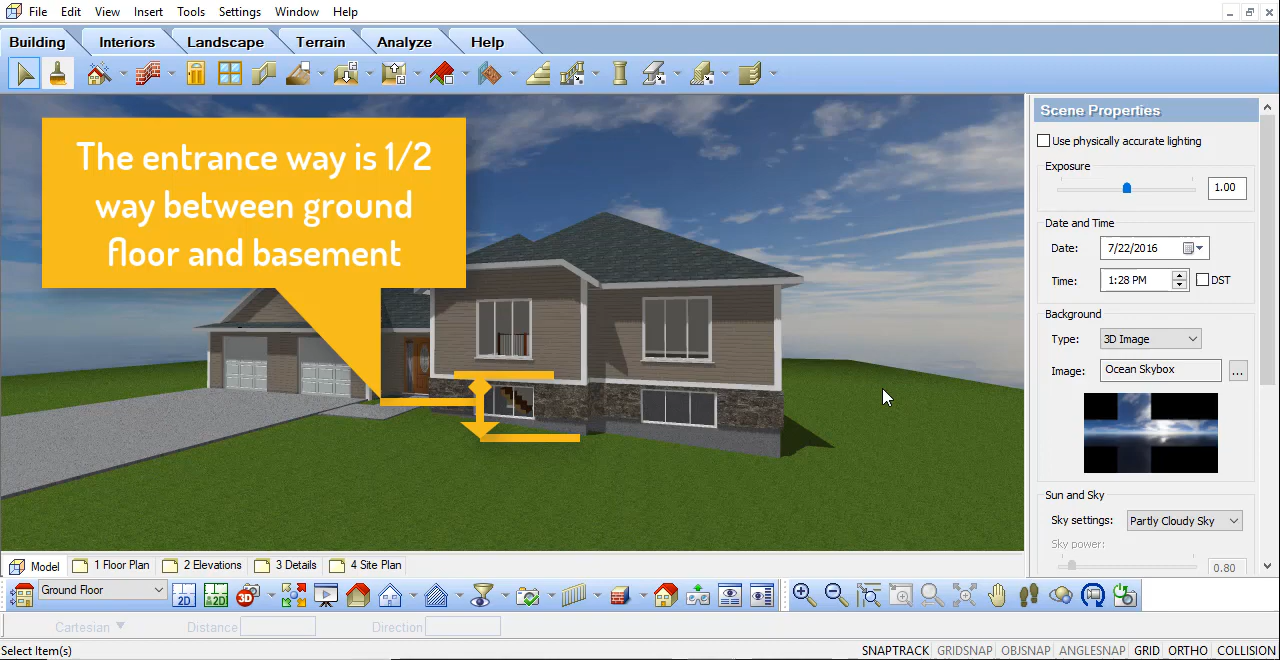 File Edit View Insert Tools Settings Window Help
Building Interiors Landscape Terrain Analyze Help
The entrance way is 1/2
way between ground
floor and basement
Scene Properties
Use physically accurate lighting
Exposure
1.00
Date and Time
Date: 7/22/2016
Time: 1:28 PM DST
Background
Type: 3D Image
Image: Ocean Skybox ...
Sun and Sky
Sky settings: Partly Cloudy Sky
Sky power:
0.80
Model 1 Floor Plan 2 Elevations 3 Details 4 Site Plan
Ground Floor 2D 2D 3D
Cartesian Distance Direction
Select Item(s) SNAPTRACK GRIDSNAP OBJSNAP ANGLESNAP GRID ORTHO COLLISION